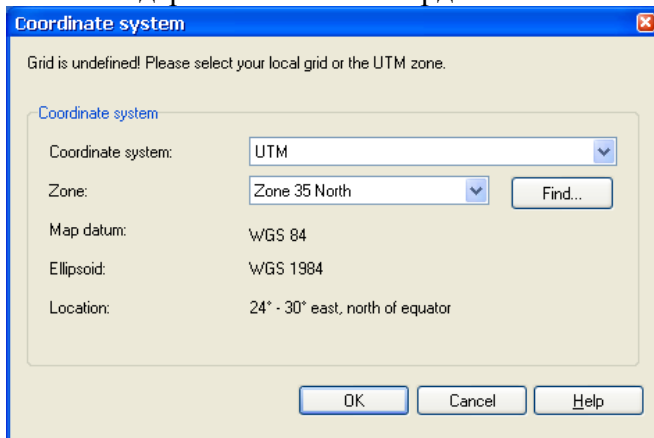 Coordinate system
Grid is undefined! Please select your local grid or the UTM zone.
Coordinate system
Coordinate system: UTM
Zone: Zone 35 North Find...
Map datum: WGS 84
Ellipsoid: WGS 1984
Location: 24° - 30° east, north of equator
OK Cancel Help